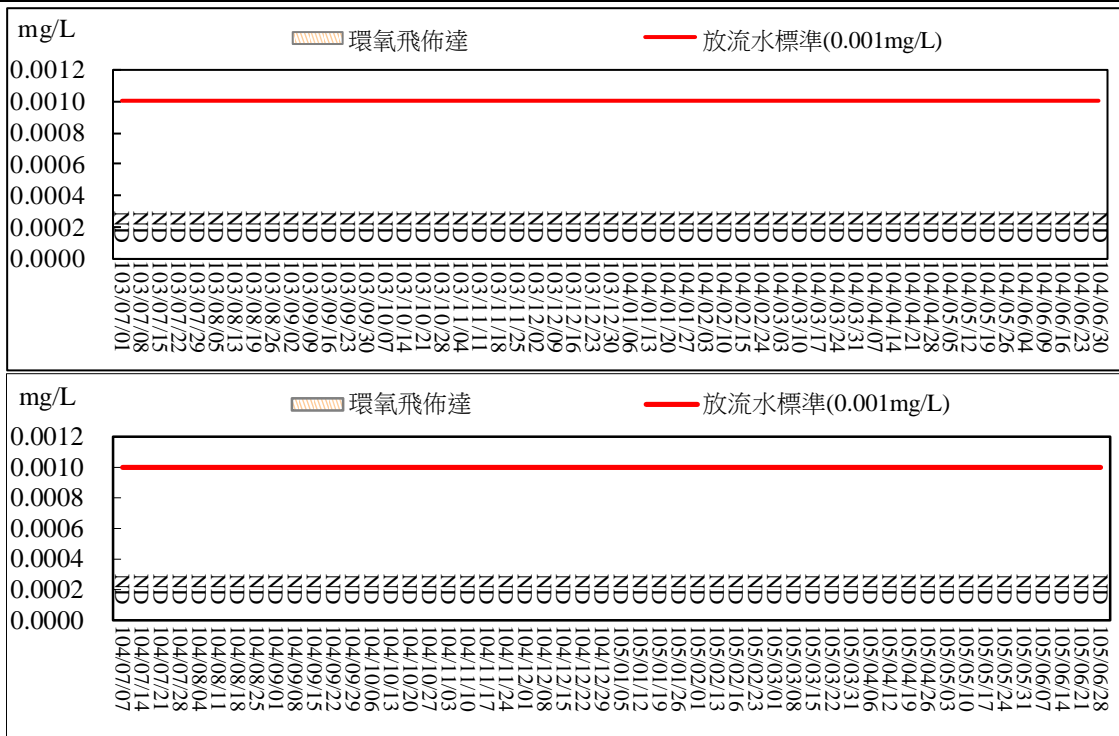 mg/L
環氧飛佈達
放流水標準(0.001mg/L)
0.0012
0.0010
0.0008
0.0006
0.0004
0.0002
0.0000
ND ND ND ND ND ND ND ND ND ND ND ND ND ND ND ND ND ND ND ND ND ND ND ND ND ND ND ND ND ND ND ND ND ND ND ND ND ND ND ND ND ND ND ND ND ND ND ND ND ND ND ND ND
103/07/01 103/07/08 103/07/15 103/07/22 103/07/29 103/08/05 103/08/13 103/08/19 103/08/26 103/09/02 103/09/09 103/09/16 103/09/23 103/09/30 103/10/07 103/10/14 103/10/21 103/10/28 103/11/04 103/11/11 103/11/18 103/11/25 103/12/02 103/12/09 103/12/16 103/12/23 103/12/30 104/01/06 104/01/13 104/01/20 104/01/27 104/02/03 104/02/10 104/02/15 104/02/24 104/03/03 104/03/10 104/03/17 104/03/24 104/03/31 104/04/07 104/04/14 104/04/21 104/04/28 104/05/05 104/05/12 104/05/19 104/05/26 104/06/04 104/06/09 104/06/16 104/06/23 104/06/30
mg/L
環氧飛佈達
放流水標準(0.001mg/L)
0.0012
0.0010
0.0008
0.0006
0.0004
0.0002
0.0000
ND ND ND ND ND ND ND ND ND ND ND ND ND ND ND ND ND ND ND ND ND ND ND ND ND ND ND ND ND ND ND ND ND ND ND ND ND ND ND ND ND ND ND ND ND ND ND ND ND ND ND ND
104/07/07 104/07/14 104/07/21 104/07/28 104/08/04 104/08/11 104/08/18 104/08/25 104/09/01 104/09/08 104/09/15 104/09/22 104/09/29 104/10/06 104/10/13 104/10/20 104/10/27 104/11/03 104/11/10 104/11/17 104/11/24 104/12/01 104/12/08 104/12/15 104/12/22 104/12/29 105/01/05 105/01/12 105/01/19 105/01/26 105/02/01 105/02/13 105/02/16 105/02/23 105/03/01 105/03/08 105/03/15 105/03/22 105/03/31 105/04/06 105/04/12 105/04/19 105/04/26 105/05/03 105/05/10 105/05/17 105/05/24 105/05/31 105/06/07 105/06/14 105/06/21 105/06/28